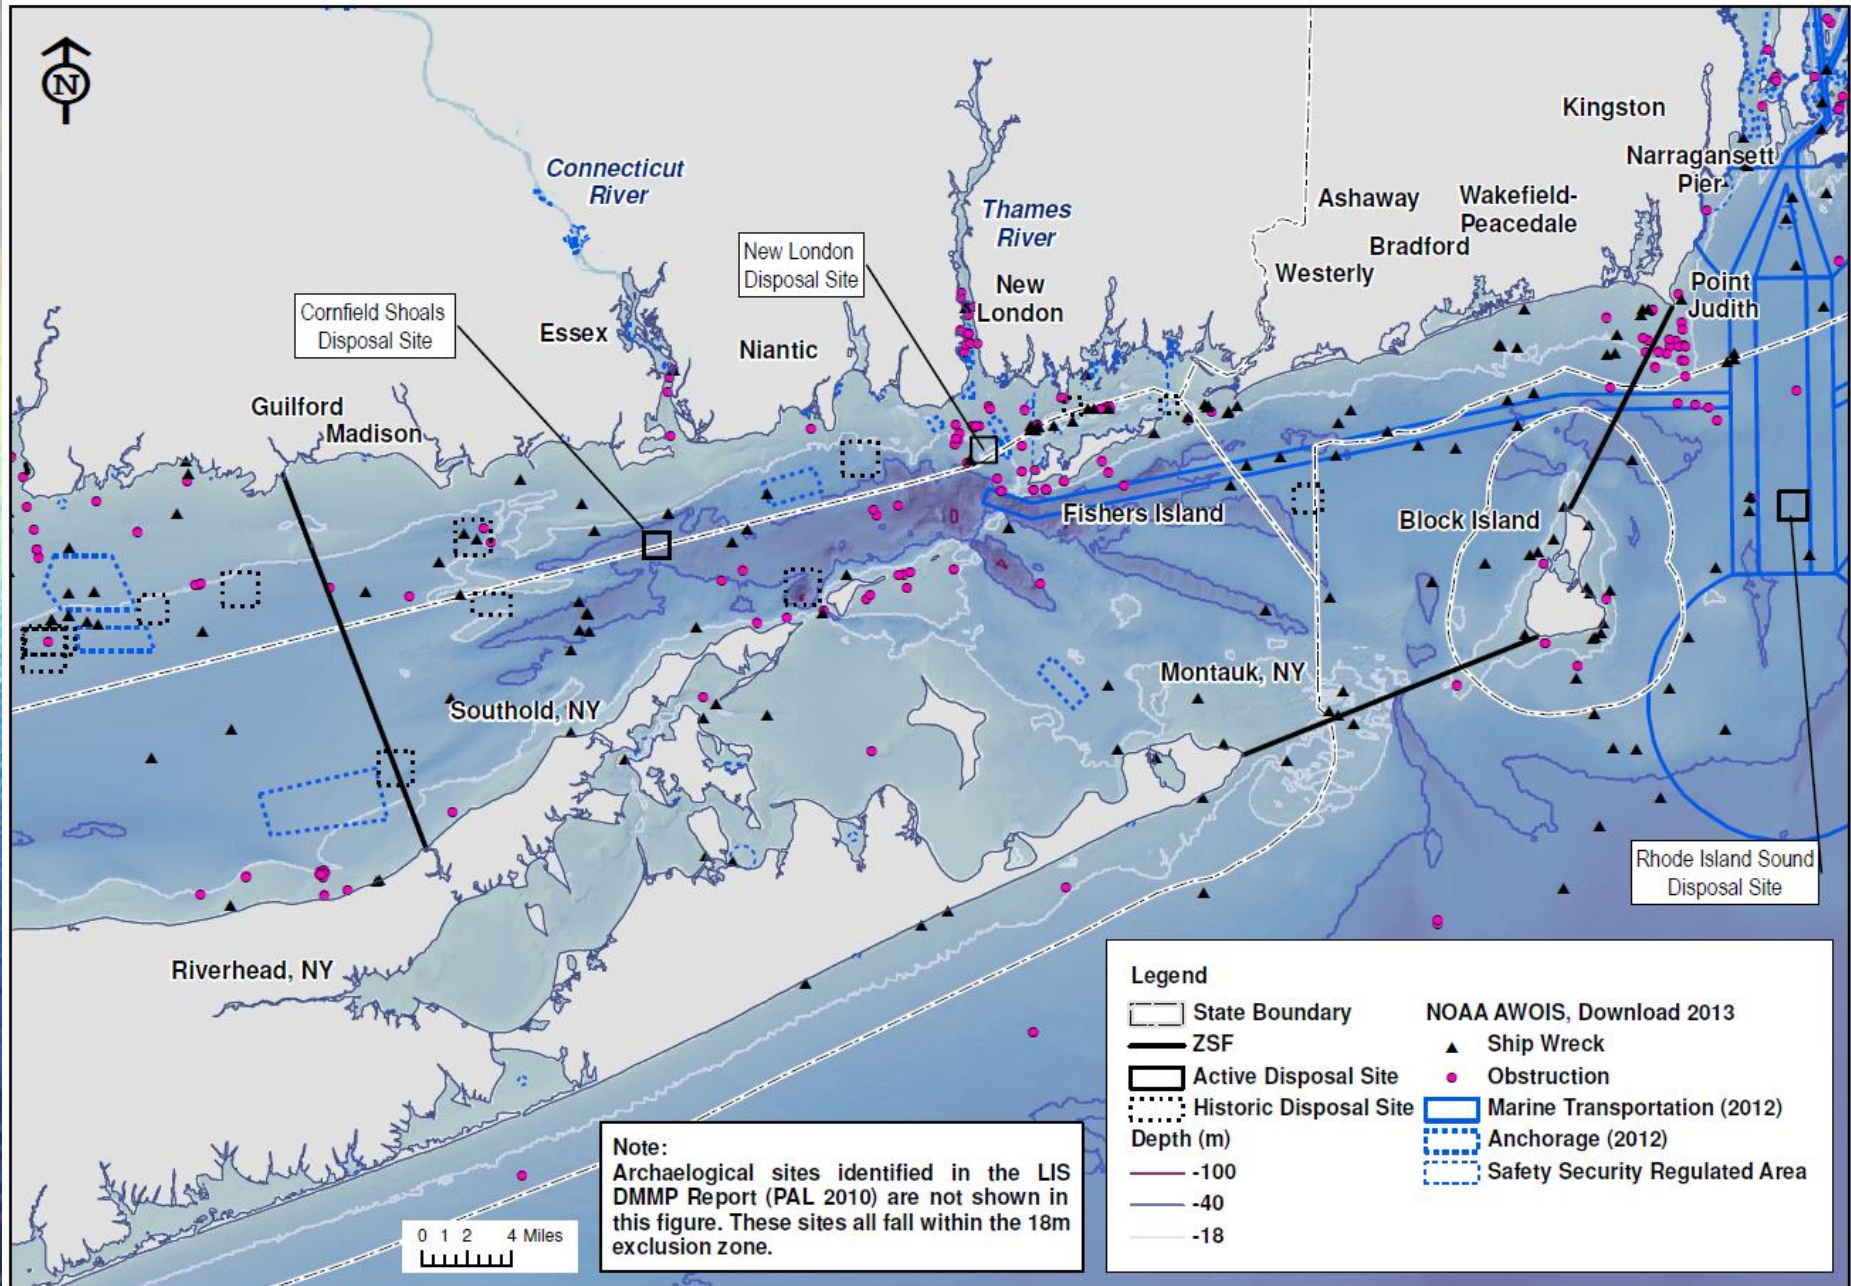 N
Kingston
Narragansett
Pier
Connecticut
River
Ashaway
Wakefield-
Peacedale
Thames
River
Bradford
New London
Disposal Site
Westerly
Point
Judith
New
London
Cornfield Shoals
Disposal Site
Essex
Niantic
Guilford
Madison
Fishers Island
Block Island
Montauk, NY
Southold, NY
Rhode Island Sound
Disposal Site
Riverhead, NY
Legend
State Boundary
ZSF
Active Disposal Site
Historic Disposal Site
Depth (m)
-100
-40
-18
NOAA AWOIS, Download 2013
Ship Wreck
Obstruction
Marine Transportation (2012)
Anchorage (2012)
Safety Security Regulated Area
Note:
Archaelogical sites identified in the LIS
DMMP Report (PAL 2010) are not shown in
this figure. These sites all fall within the 18m
exclusion zone.
0 1 2 4 Miles